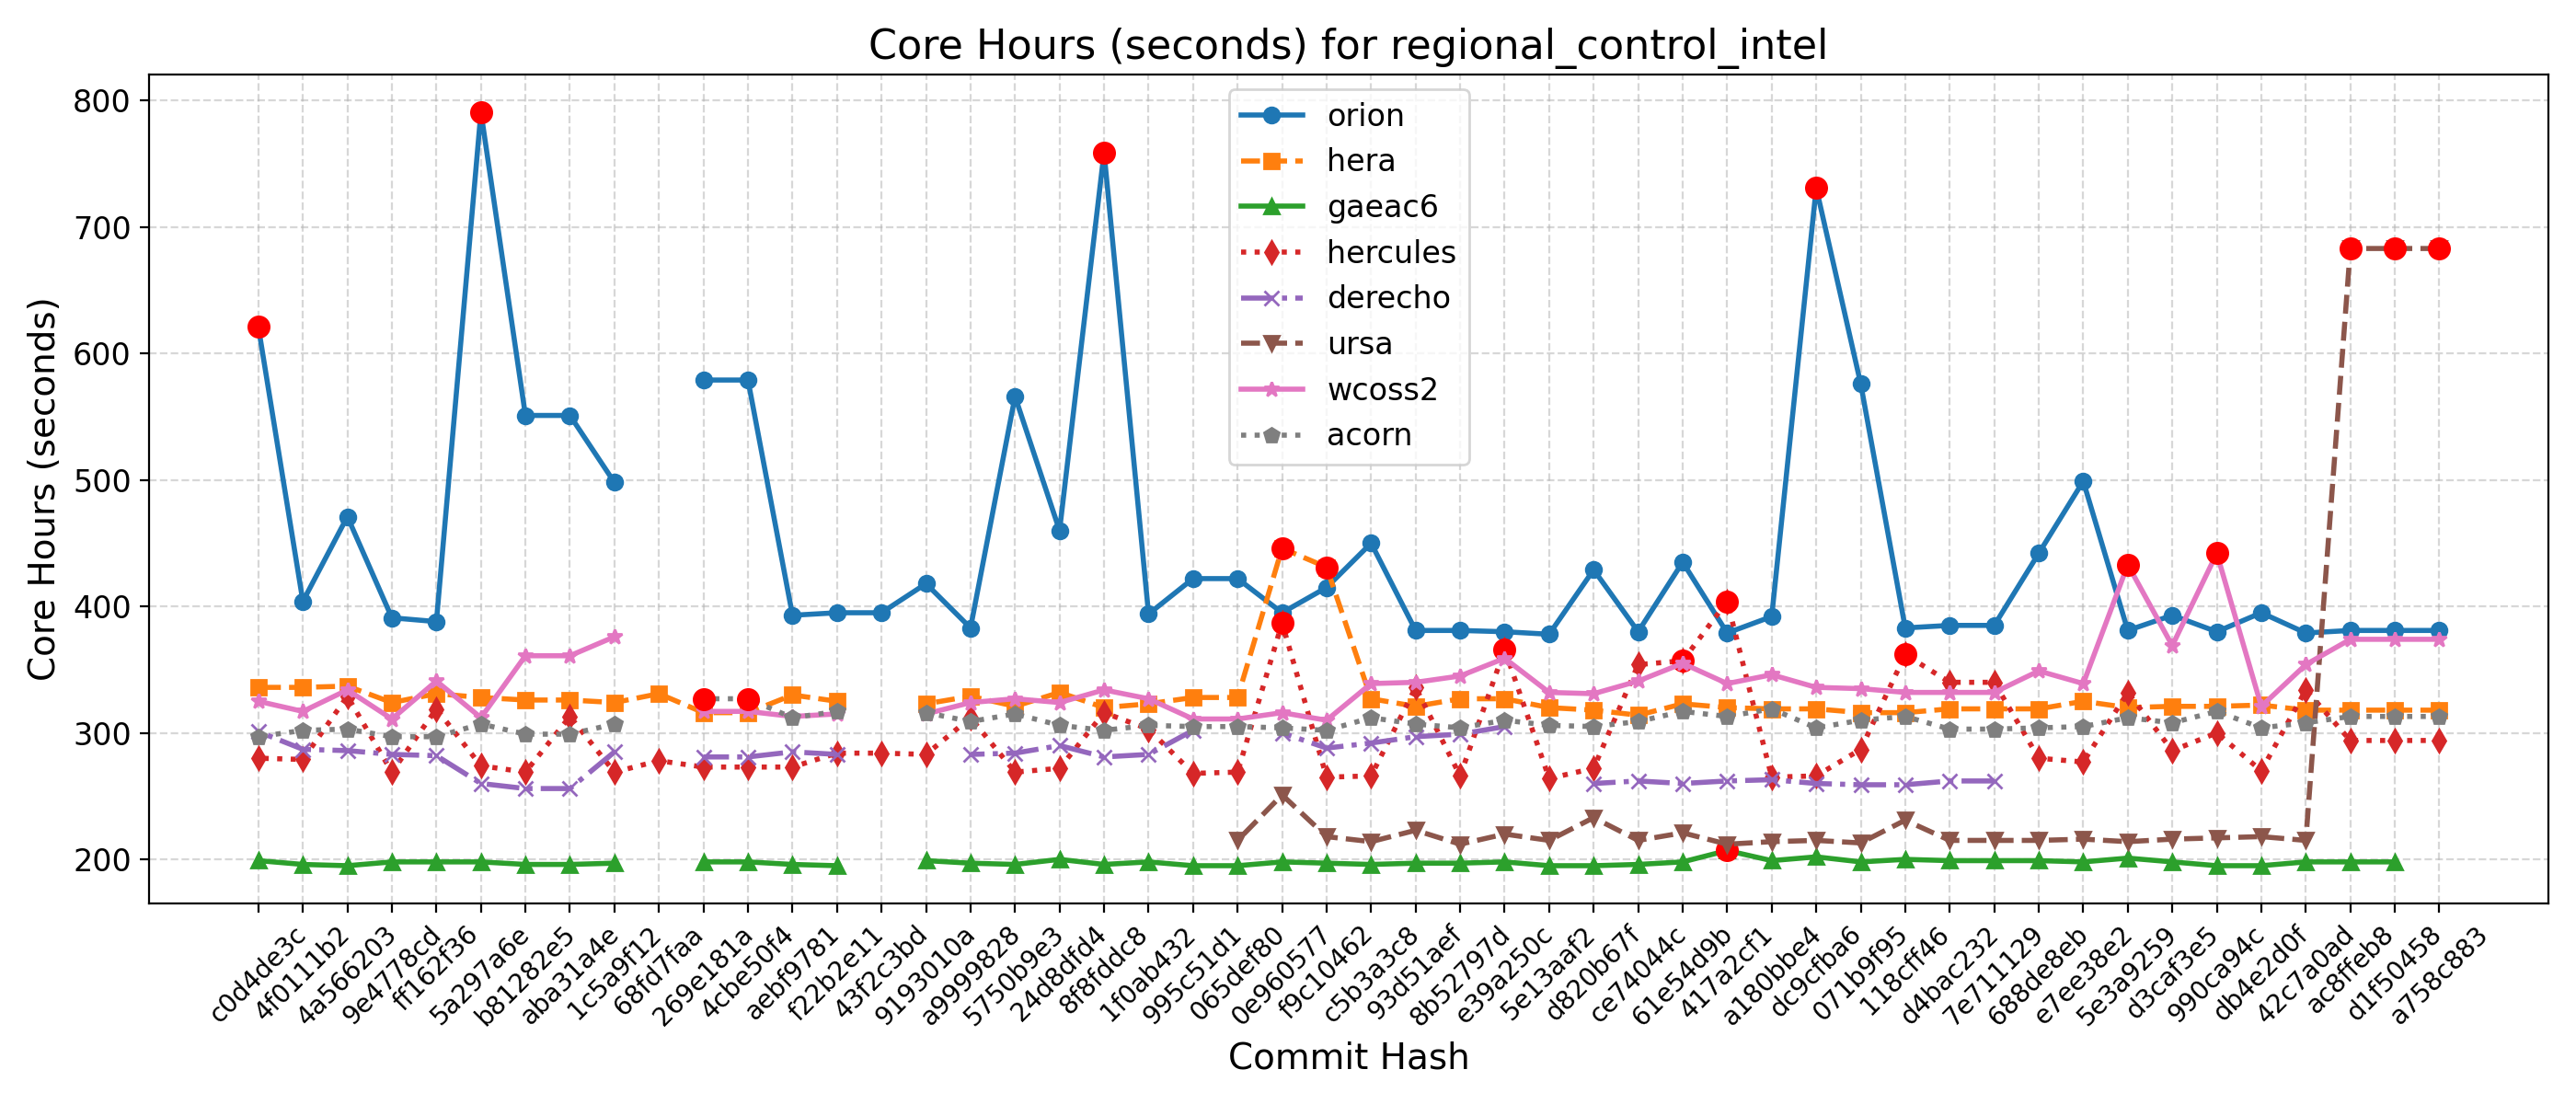 Core Hours (seconds) for regional_control_intel
Core Hours (seconds)
800
700
600
500
400
300
200
orion
hera
gaeac6
hercules
derecho
ursa
wcoss2
acorn
c0d4de3c
4f0111b2
4a566203
9e4778cd
ff162f36
5a297a6e
b81282e5
aba31a4e
1c5a9f12
68fd7faa
269e181a
4cbe50f4
aebf9781
f22b2e11
43f2c3bd
9193010a
a9999828
5750b9e3
24d8dfd4
8f8fddc8
1f0ab432
995c51d1
065def80
0e960577
f9c10462
c5b3a3c8
93d51aef
8b52797d
e39a250c
5e13aaf2
d820b67f
ce74044c
61e54d9b
417a2cf1
a180bbe4
dc9cfba6
071b9f95
118cff46
d4bac232
7e711129
688de8eb
e7ee38e2
5e3a9259
d3caf3e5
990ca94c
db4e2d0f
42c7a0ad
ac8ffeb8
d1f50458
a758c883
Commit Hash